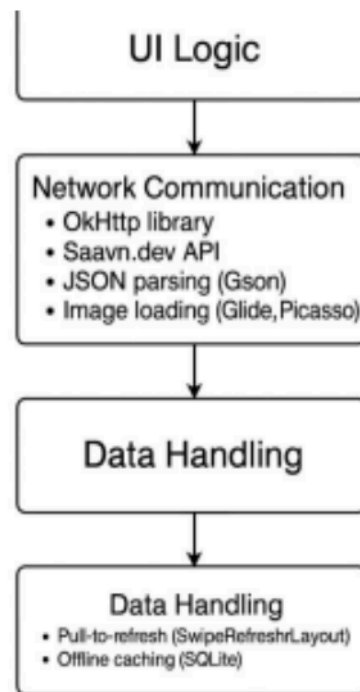 UI Logic
Network Communication
• OkHttp library
• Saavn.dev API
• JSON parsing (Gson)
• Image loading (Glide,Picasso)
Data Handling
Data Handling
• Pull-to-refresh (SwipeRefreshrLayout)
• Offline caching (SQLite)